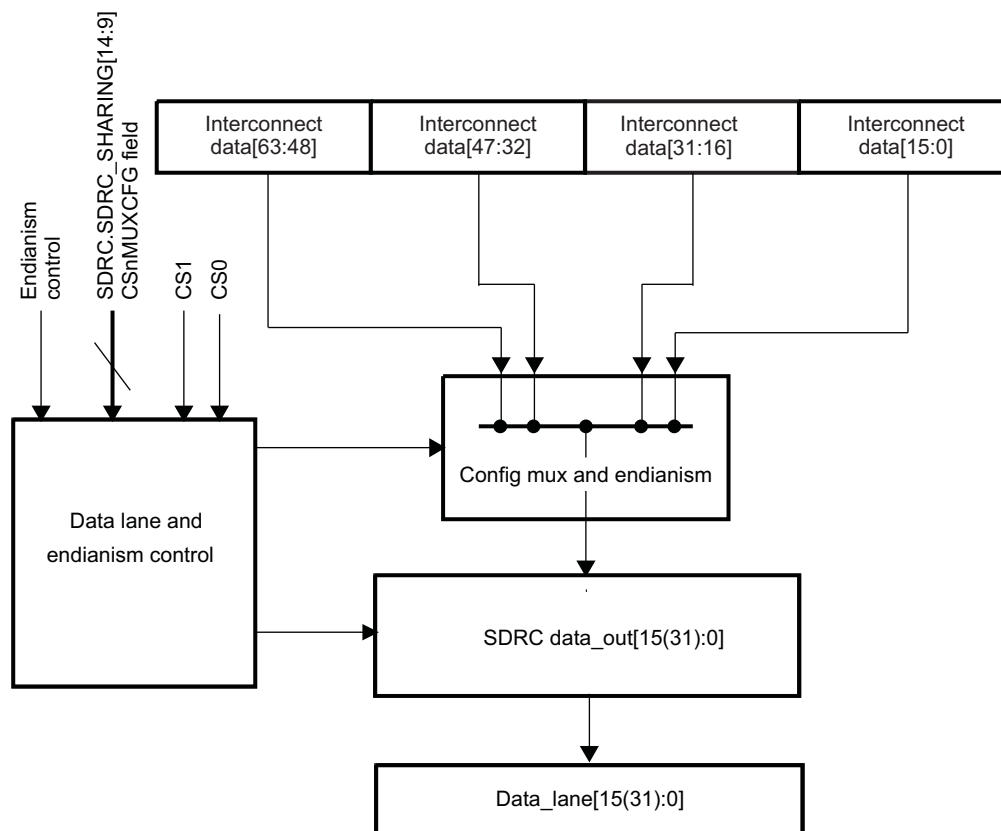 SDRC.SDRC_SHARING[14:9]
CSnMUXCFG field
Endianism
control
CS1
CS0
Interconnect
data[63:48]
Interconnect
data[47:32]
Interconnect
data[31:16]
Interconnect
data[15:0]
Config mux and endianism
Data lane and
endianism control
SDRC data_out[15(31):0]
Data_lane[15(31):0]